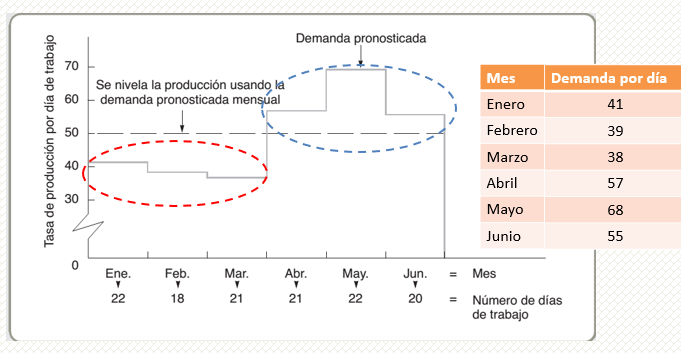 Demanda pronosticada
Tasa de producción por día de trabajo
Se nivela la producción usando la
demanda pronosticada mensual
70
60
50
40
30
0
Ene. Feb. Mar. Abr. May. Jun. = Mes
22 18 21 21 22 20 = Número de días
de trabajo
Mes Demanda por día
Enero 41
Febrero 39
Marzo 38
Abril 57
Mayo 68
Junio 55